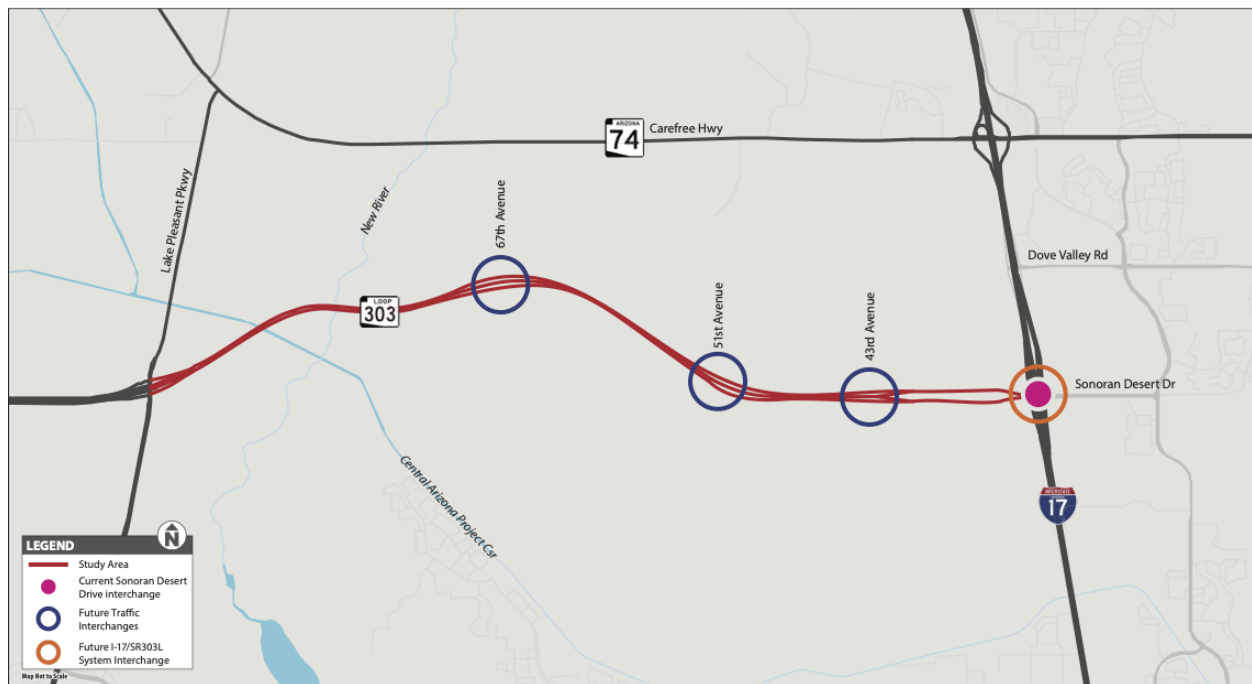 ARIZONA
74
Carefree Hwy
Lake Pleasant Pkwy
New River
67th Avenue
Dove Valley Rd
LOOP
303
51st Avenue
43rd Avenue
Sonoran Desert Dr
Central Arizona Project Csr
INTERSTATE
17
N
LEGEND
Study Area
Current Sonoran Desert
Drive interchange
Future Traffic
Interchanges
Future I-17/SR303L
System Interchange
Map Not to Scale